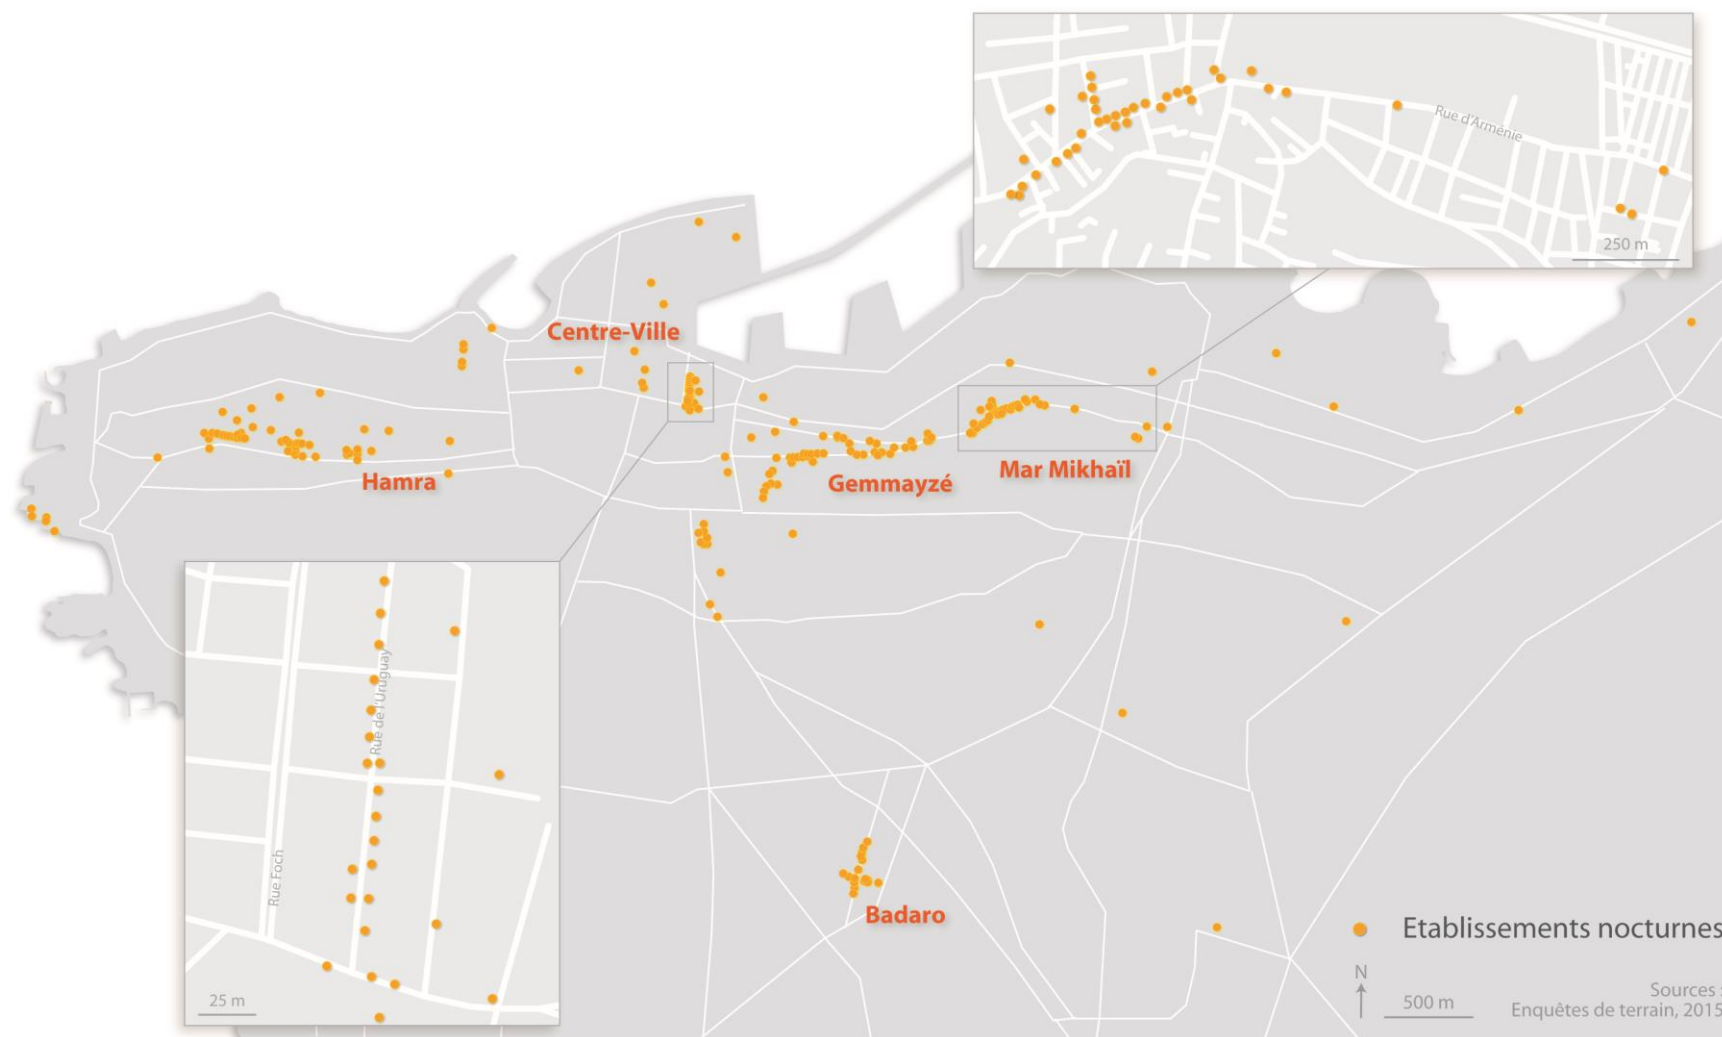 Rue d'Arménie
250 m
Centre-Ville
Hamra
Gemmayzé
Mar Mikhaïl
Rue de l'Uruguay
Rue Foch
25 m
Badaro
Etablissements nocturnes
N
500 m
Sources :
Enquêtes de terrain, 2015